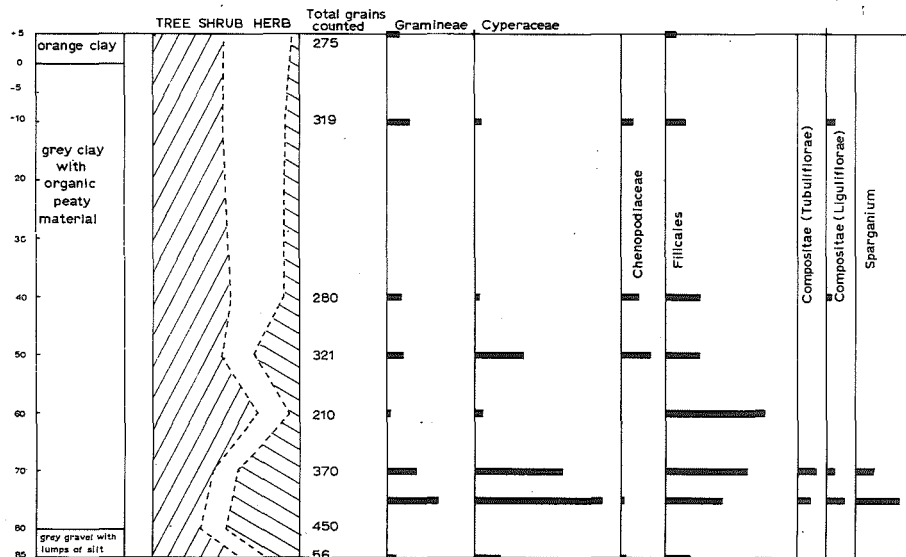 TREE SHRUB HERB
Total grains
counted
Gramineae
Cyperaceae
+5
0
-5
-10
20
30
40
50
60
70
80
85
orange clay
grey clay
with
organic
peaty
material
grey gravel with
lumps of silt
275
319
280
321
210
370
450
56
Chenopodiaceae
Filicales
Compositae (Tubuliflorae)
Compositae (Liguliflorae)
Sparganium